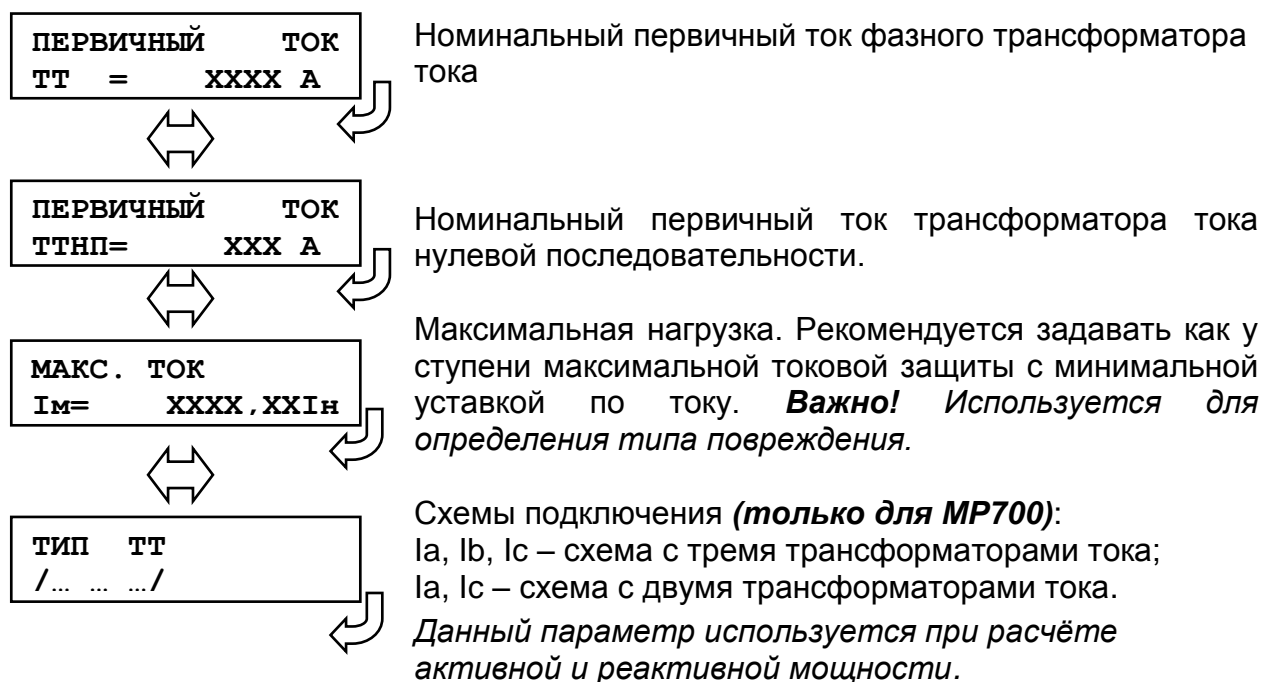 ПЕРВИЧНЫЙ ТОК
ТТ = XXXX А
Номинальный первичный ток фазного трансформатора
тока
ПЕРВИЧНЫЙ ТОК
ТТНП= XXX А
Номинальный первичный ток трансформатора тока
нулевой последовательности.
МАКС. ТОК
Iм= XXXX,XXIн
Максимальная нагрузка. Рекомендуется задавать как у
ступени максимальной токовой защиты с минимальной
уставкой по току. Важно! Используется для
определения типа повреждения.
ТИП ТТ
/… … …/
Схемы подключения (только для МР700):
Ia, Ib, Ic – схема с тремя трансформаторами тока;
Ia, Ic – схема с двумя трансформаторами тока.
Данный параметр используется при расчёте
активной и реактивной мощности.